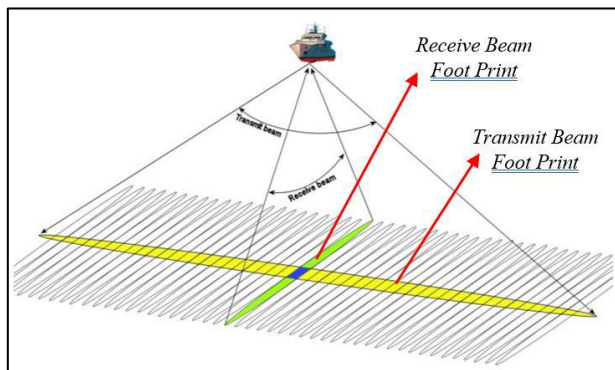 Receive Beam
Foot Print
Transmit Beam
Foot Print
Transmit beam
Receive beam